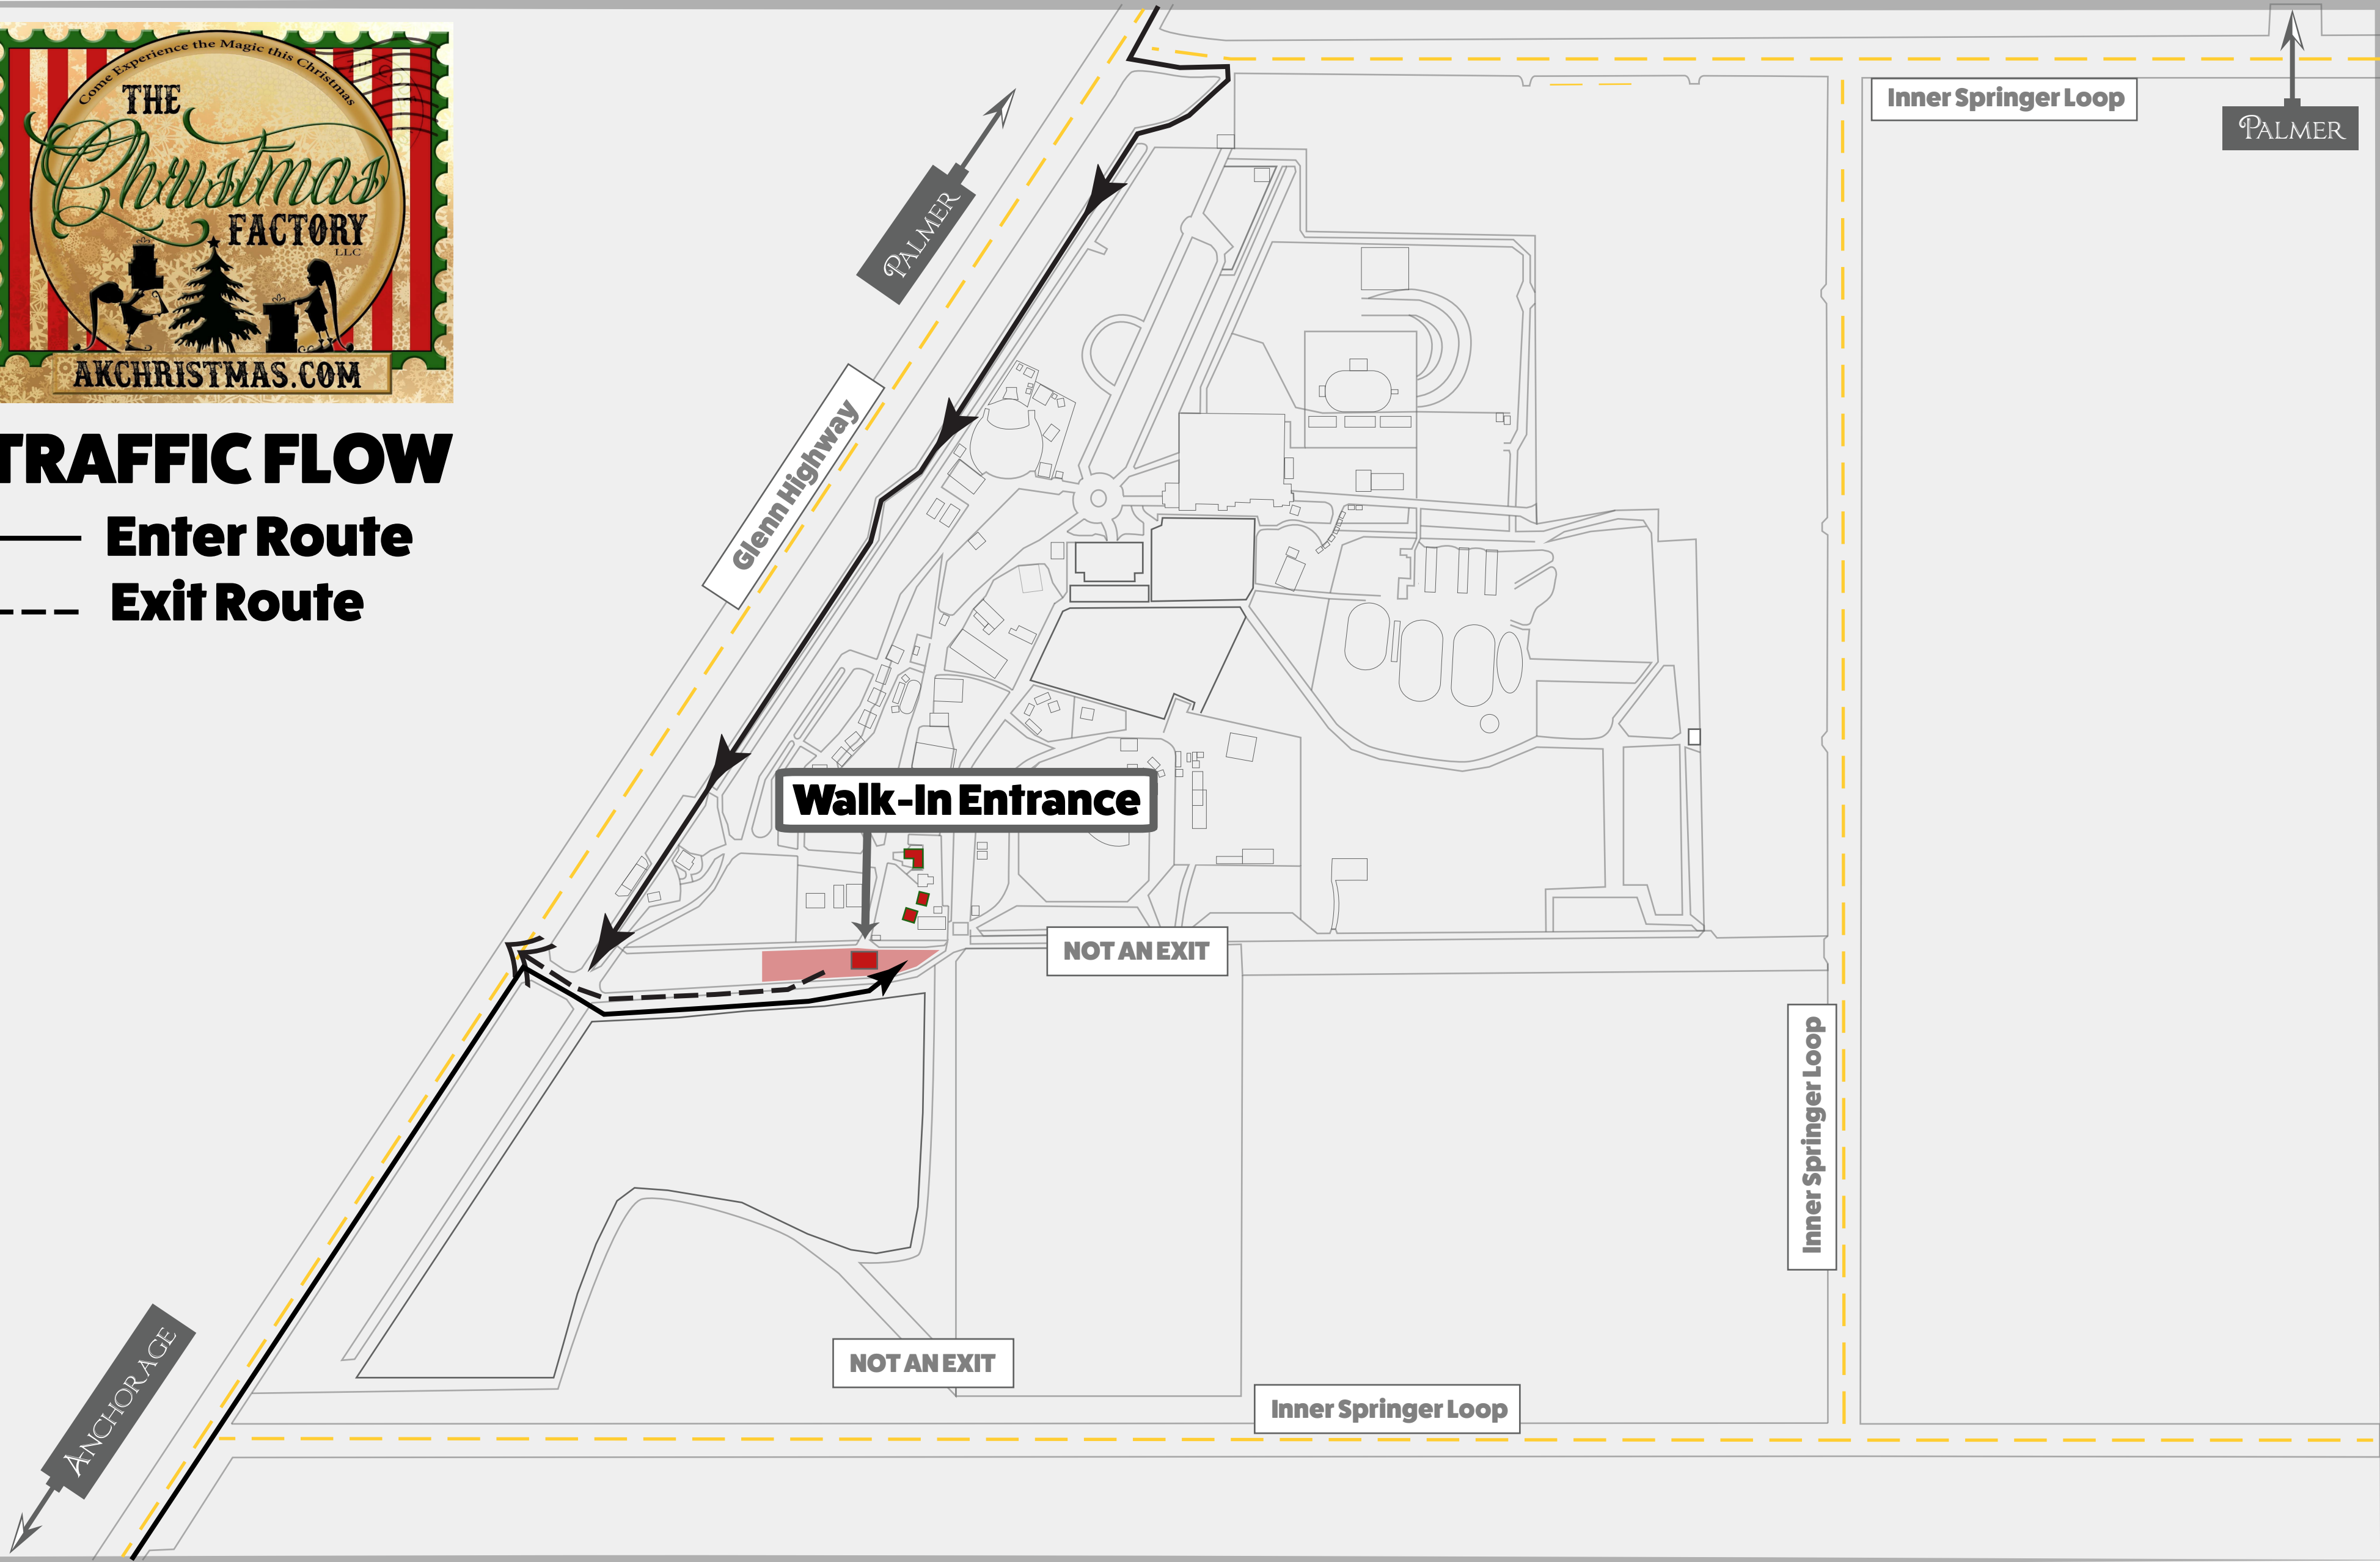 Come Experience the Magic this Christmas
THE
Christmas
FACTORY
LLC
AKCHRISTMAS.COM
TRAFFIC FLOW
Enter Route
Exit Route
PALMER
Glenn Highway
Inner Springer Loop
PALMER
Walk-In Entrance
NOT AN EXIT
Inner Springer Loop
NOT AN EXIT
Inner Springer Loop
ANCHORAGE